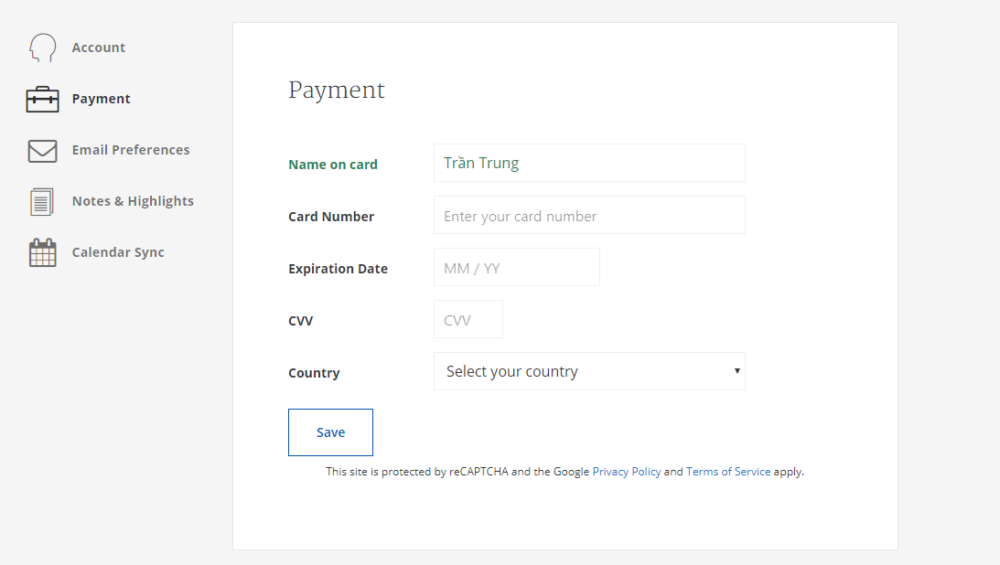 Account
Payment
Email Preferences
Notes & Highlights
Calendar Sync
Payment
Name on card Trần Trung
Card Number Enter your card number
Expiration Date MM / YY
CVV CVV
Country Select your country
Save
This site is protected by reCAPTCHA and the Google Privacy Policy and Terms of Service apply.